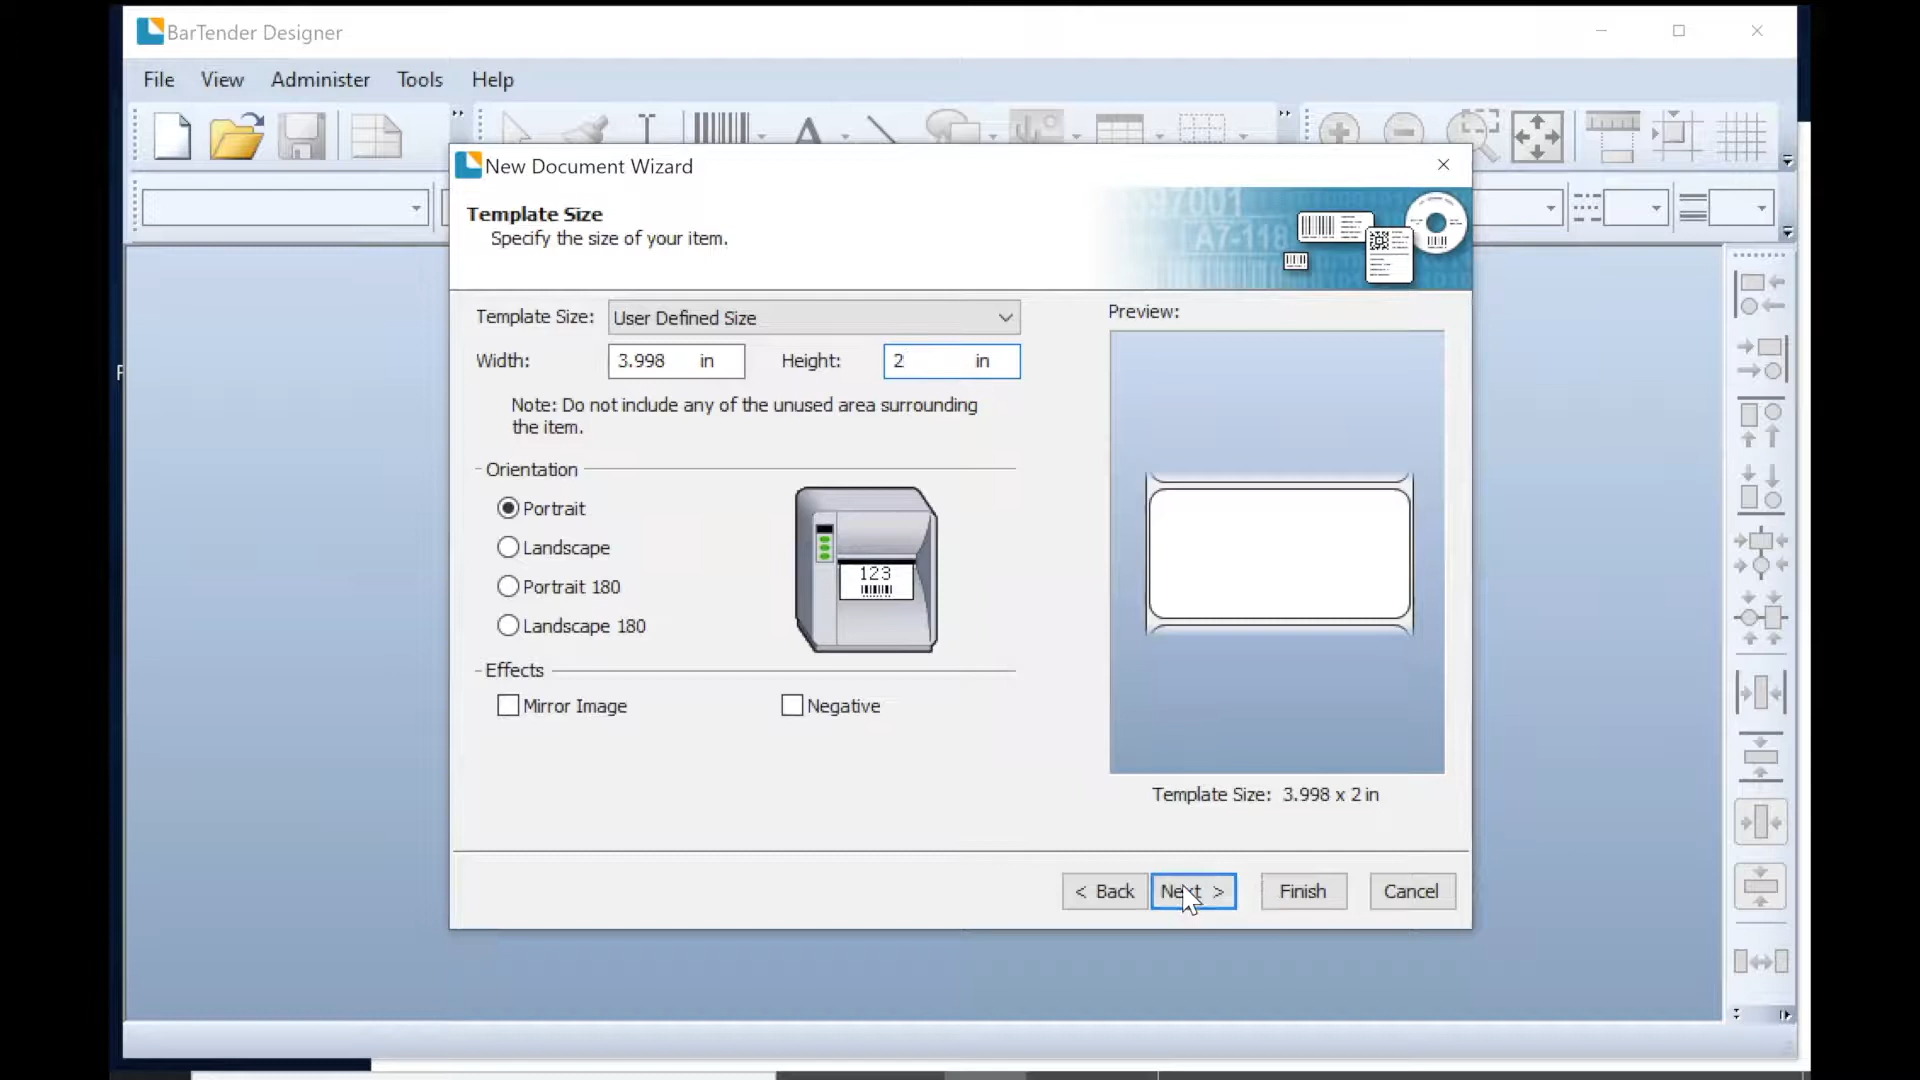 BarTender Designer
File View Administer Tools Help
New Document Wizard
Template Size
Specify the size of your item.
97001
A7-118
Template Size: User Defined Size
Width: 3.998 in Height: 2 in
Note: Do not include any of the unused area surrounding
the item.
Orientation
Portrait
Landscape
Portrait 180
Landscape 180
123
Effects
Mirror Image Negative
Preview:
Template Size: 3.998 x 2 in
< Back Next > Finish Cancel